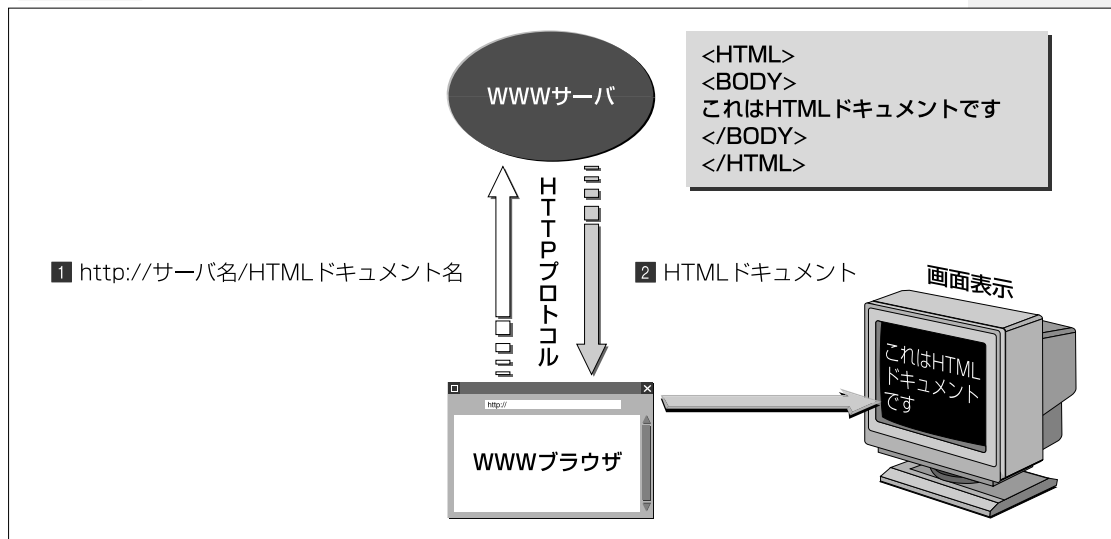 WWWサーバ
<HTML>
<BODY>
これはHTMLドキュメントです
</BODY>
</HTML>
HTTPプロトコル
1 http://サーバ名/HTMLドキュメント名
2 HTMLドキュメント
画面表示
これはHTML
ドキュメント
です
http://
WWWブラウザ